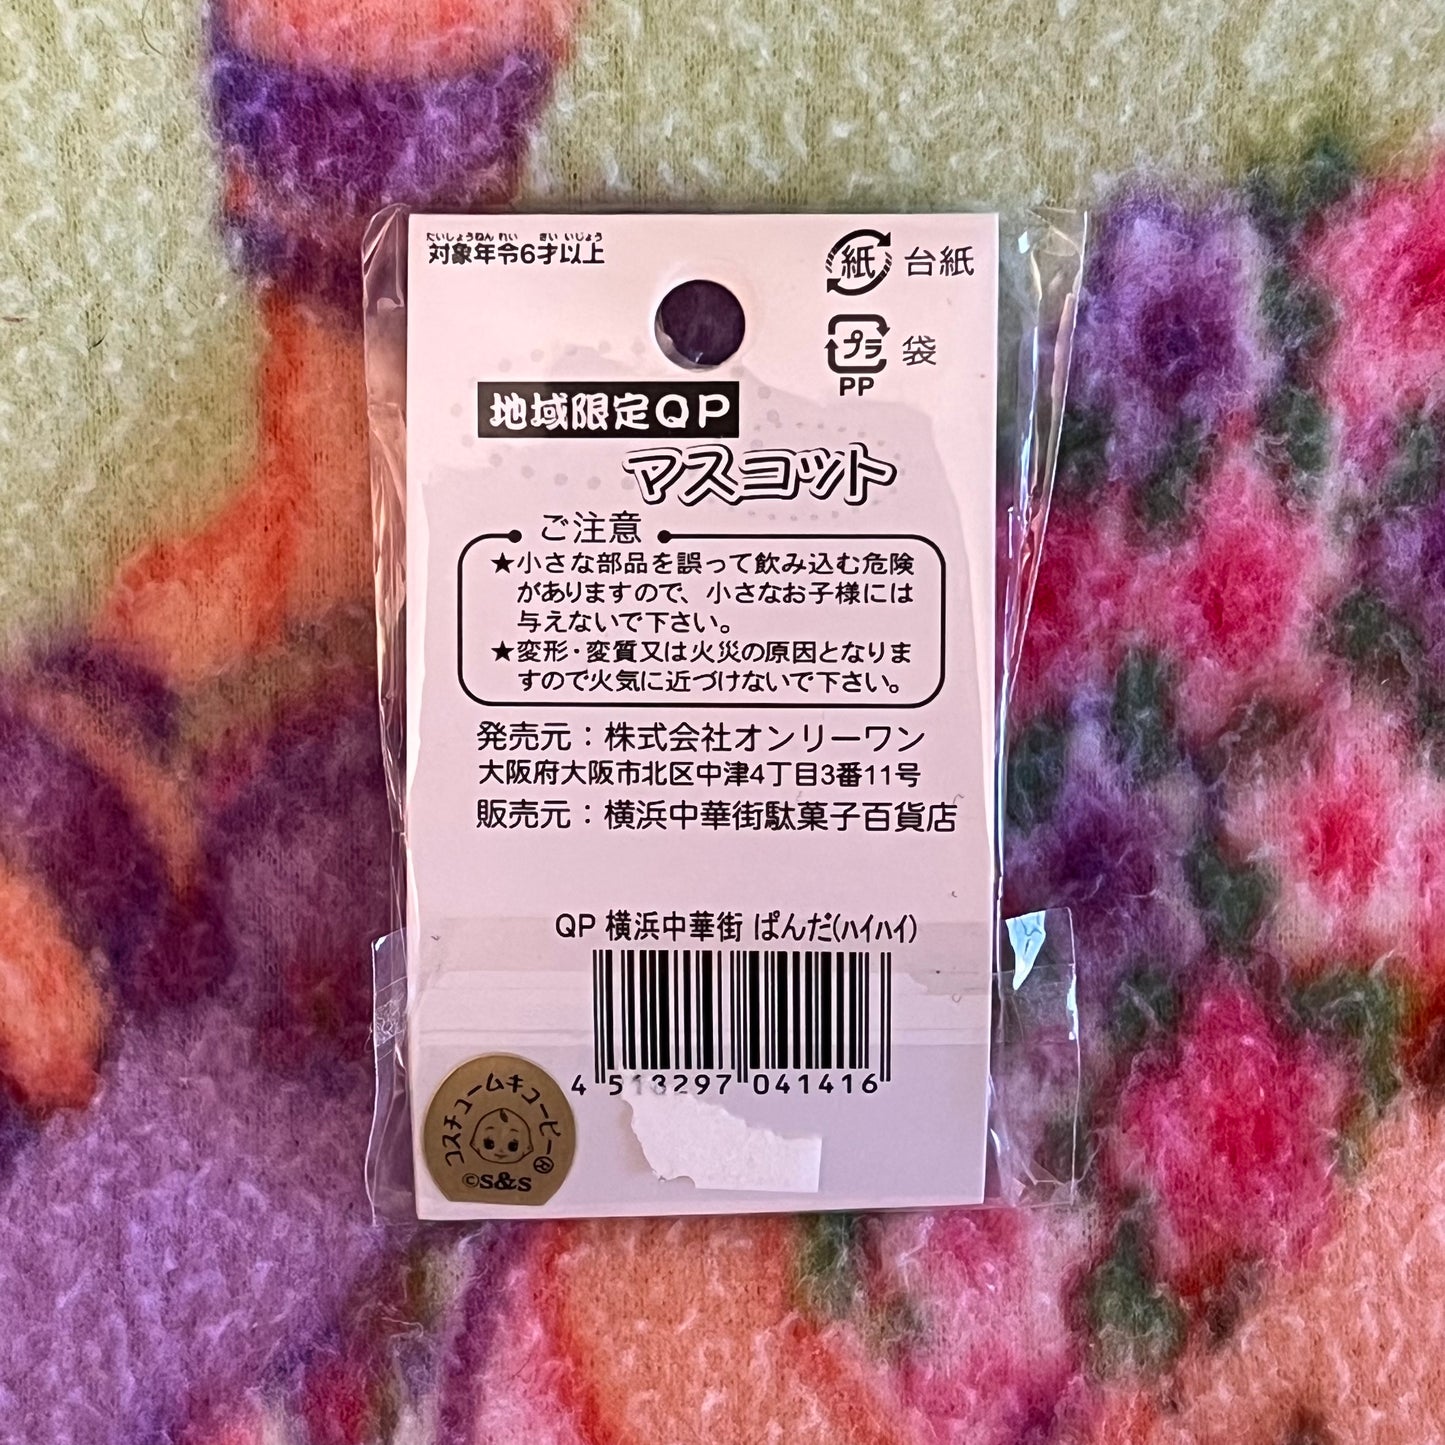 たいしょうねんれい さい いじょう
対象年令6才以上
紙 台紙
プラ 袋
PP
地域限定QP
マスコット
ご注意
★小さな部品を誤って飲み込む危険
がありますので、小さなお子様には
与えないで下さい。
★変形・変質又は火災の原因となりま
すので火気に近づけないで下さい。
発売元：株式会社オンリーワン
大阪府大阪市北区中津4丁目3番11号
販売元：横浜中華街駄菓子百貨店
QP 横浜中華街 ぱんだ(ハイハイ)
4 513297 041416
コスチュームキューピー®
©S&S